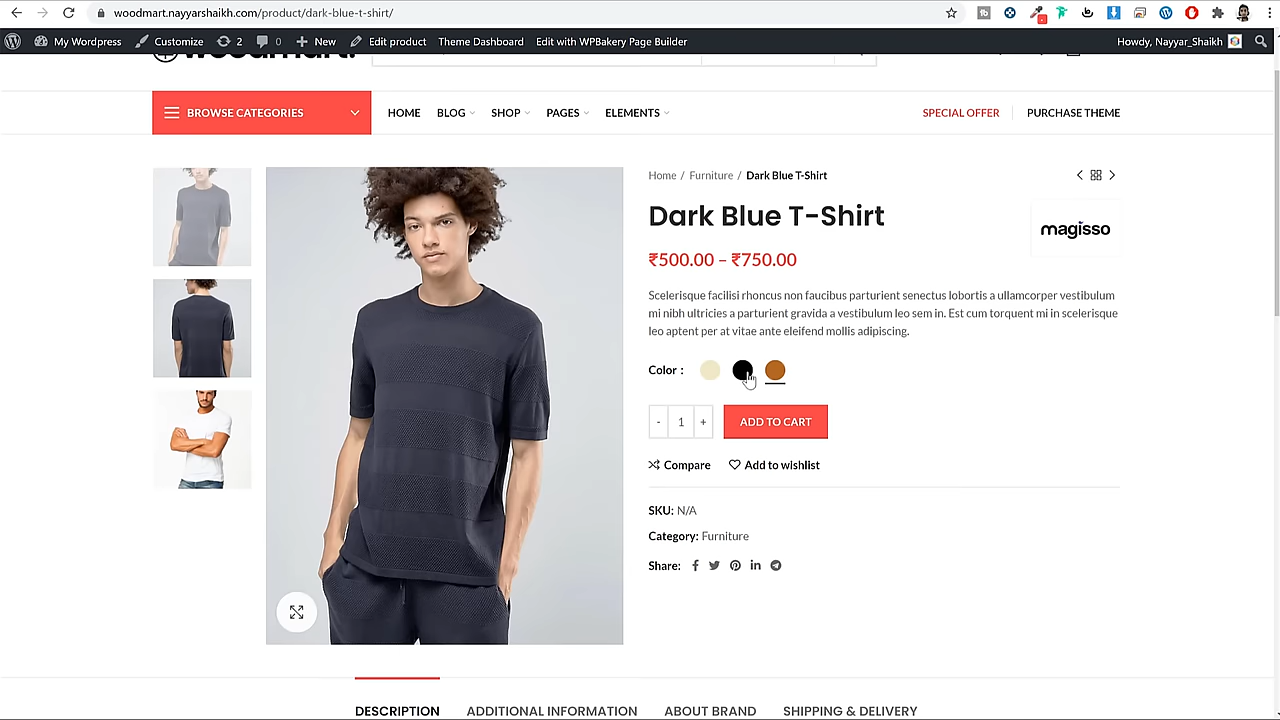 woodmart.nayyarshaikh.com/product/dark-blue-t-shirt/
My WordPress Customize 2 0 New Edit product Theme Dashboard Edit with WPBakery Page Builder Howdy, Nayyar_Shaikh
BROWSE CATEGORIES HOME BLOG SHOP PAGES ELEMENTS SPECIAL OFFER PURCHASE THEME
Home / Furniture / Dark Blue T-Shirt
Dark Blue T-Shirt
magisso
₹500.00 – ₹750.00
Scelerisque facilisi rhoncus non faucibus parturient senectus lobortis a ullamcorper vestibulum
mi nibh ultricies a parturient gravida a vestibulum leo sem in. Est cum torquent mi in scelerisque
leo aptent per at vitae ante eleifend mollis adipiscing.
Color :
- 1 + ADD TO CART
Compare Add to wishlist
SKU: N/A
Category: Furniture
Share:
DESCRIPTION ADDITIONAL INFORMATION ABOUT BRAND SHIPPING & DELIVERY